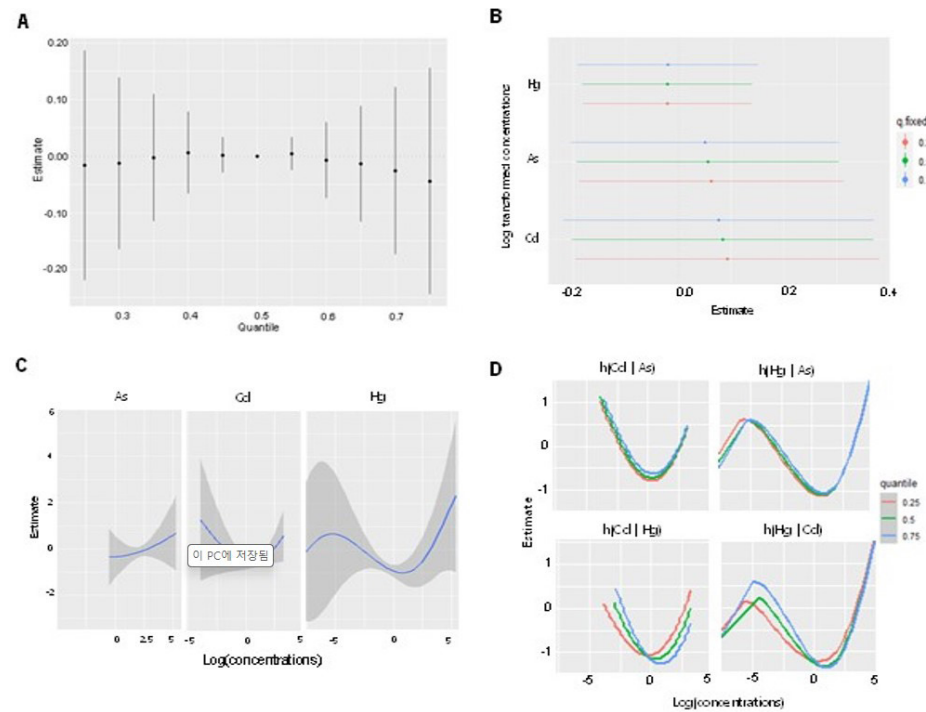 A
0.20
0.10
0.00
-0.10
-0.20
Estimate
0.3 0.4 0.5 0.6 0.7
Quantile
B
Log transformed concentrations
Hg
As
Cd
-0.2 0.0 02 0.4
Estimate
q.fixed
0.
0.
0.
C
As Cd Hg
6
4
2
0
-2
Estimate
이 PC에 저장됨
0 2.5 5 -5 0 5 -5 0 5
Log(concentrations)
D
h(Cd | As) h(Hg | As)
1
0
-1
Estimate
h(Cd | Hg) h(Hg | Cd)
1
0
-1
-5 0 5 -5 0 5
Log(concentrations)
quantile
0.25
0.5
0.75